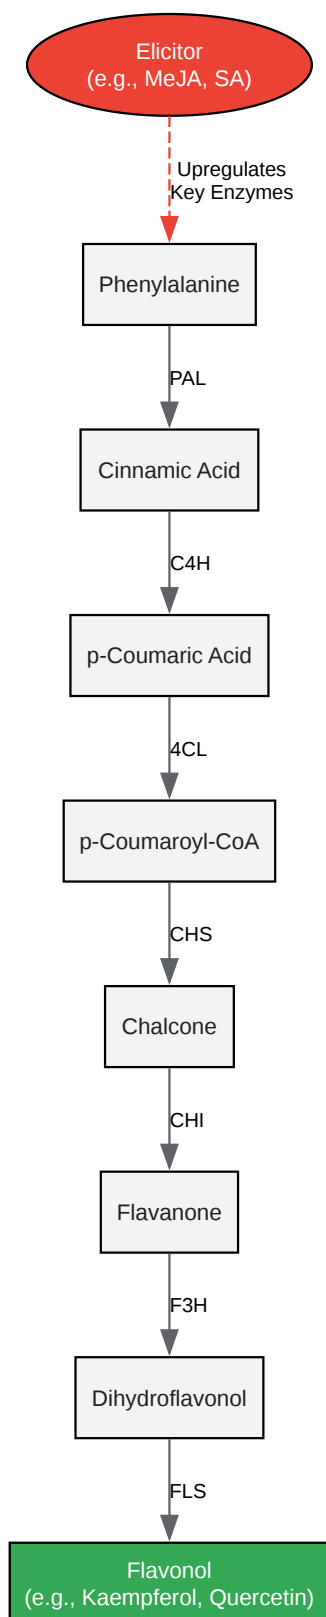 Elicitor
(e.g., MeJA, SA)
Upregulates
Key Enzymes
Phenylalanine
PAL
Cinnamic Acid
C4H
p-Coumaric Acid
4CL
p-Coumaroyl-CoA
CHS
Chalcone
CHI
Flavanone
F3H
Dihydroflavonol
FLS
Flavonol
(e.g., Kaempferol, Quercetin)